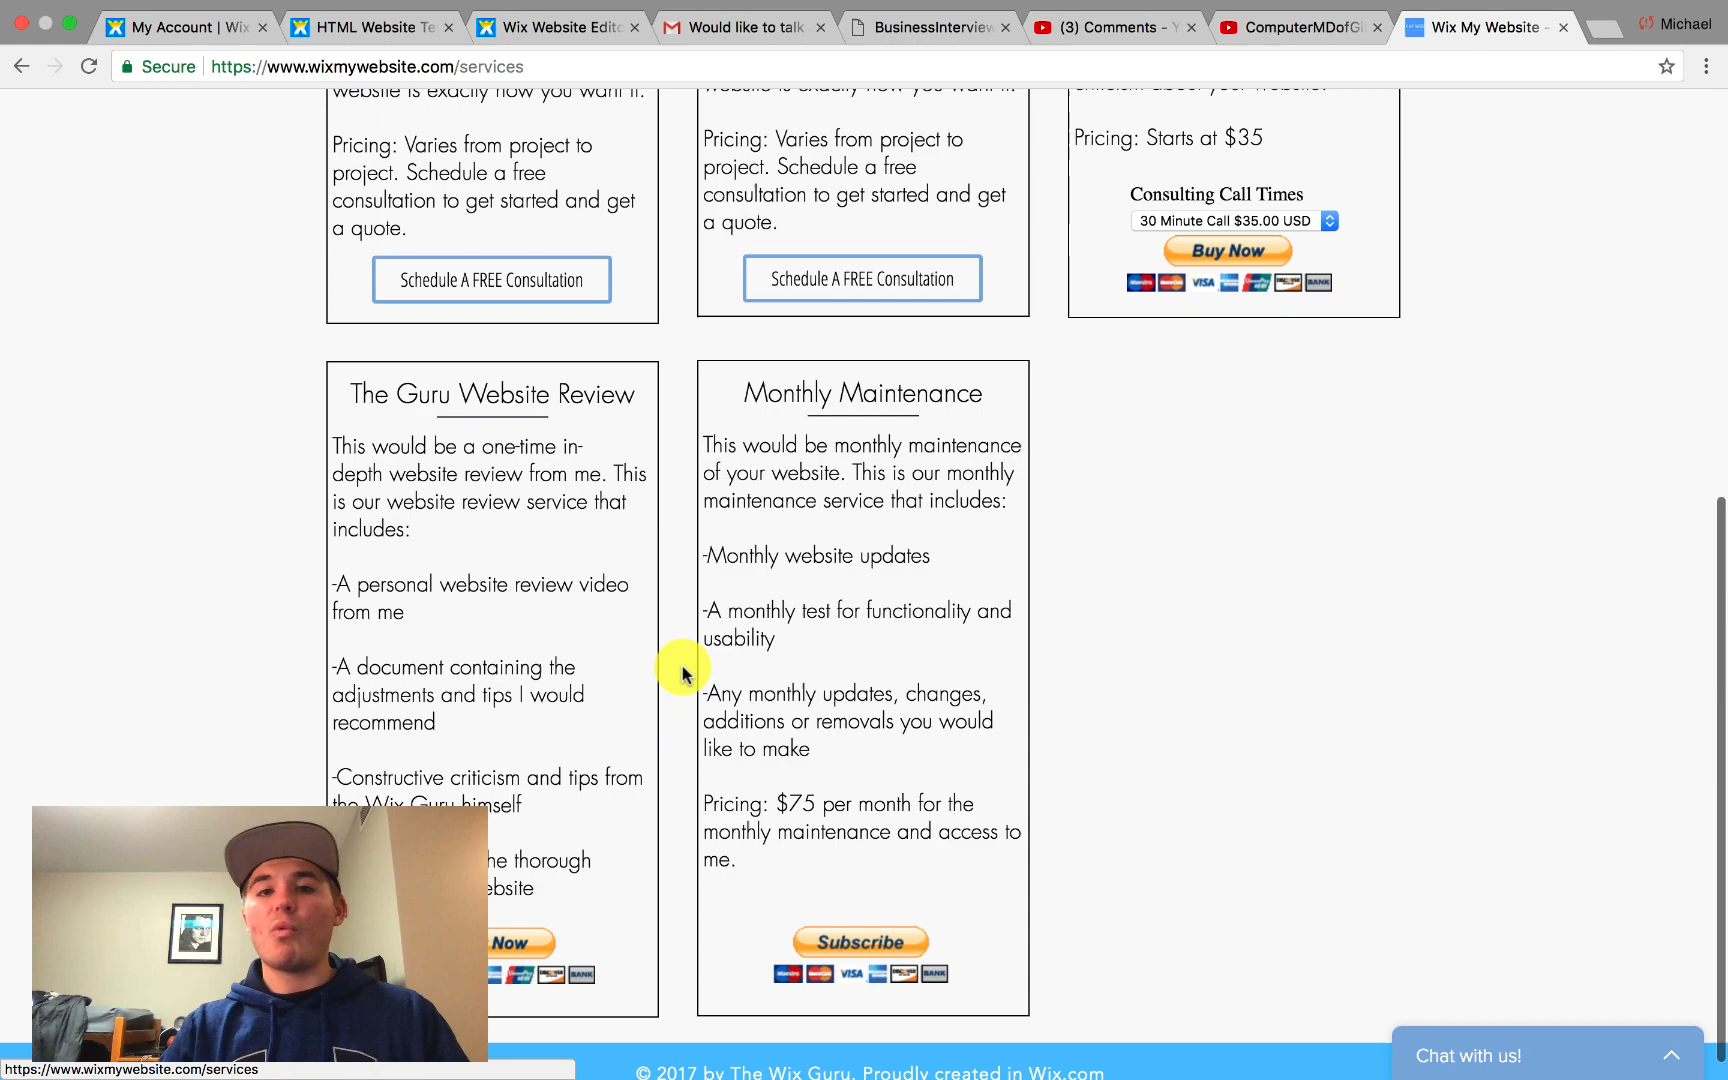 My Account | Wix
HTML Website Te
Wix Website Edito
Would like to talk
BusinessInterview
(3) Comments - Y
ComputerMDofGil
Wix My Website -
Michael
Secure
https://www.wixmywebsite.com/services
website is exactly how you want it.
Pricing: Varies from project to
project. Schedule a free
consultation to get started and get
a quote.
Schedule A FREE Consultation
website is exactly how you want it.
Pricing: Varies from project to
project. Schedule a free
consultation to get started and get
a quote.
Schedule A FREE Consultation
criticism about your website.
Pricing: Starts at $35
Consulting Call Times
30 Minute Call $35.00 USD
Buy Now
VISA
BANK
The Guru Website Review
This would be a one-time in-
depth website review from me. This
is our website review service that
includes:
-A personal website review video
from me
-A document containing the
adjustments and tips I would
recommend
-Constructive criticism and tips from
the Wix Guru himself
he thorough
ebsite
Now
BANK
Monthly Maintenance
This would be monthly maintenance
of your website. This is our monthly
maintenance service that includes:
-Monthly website updates
-A monthly test for functionality and
usability
-Any monthly updates, changes,
additions or removals you would
like to make
Pricing: $75 per month for the
monthly maintenance and access to
me.
Subscribe
VISA
BANK
Chat with us!
https://www.wixmywebsite.com/services
© 2017 by The Wix Guru. Proudly created in Wix.com